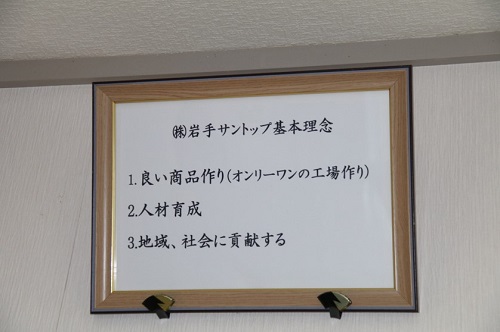 ㈱岩手サントップ基本理念
1.良い商品作り(オンリーワンの工場作り)
2.人材育成
3.地域、社会に貢献する